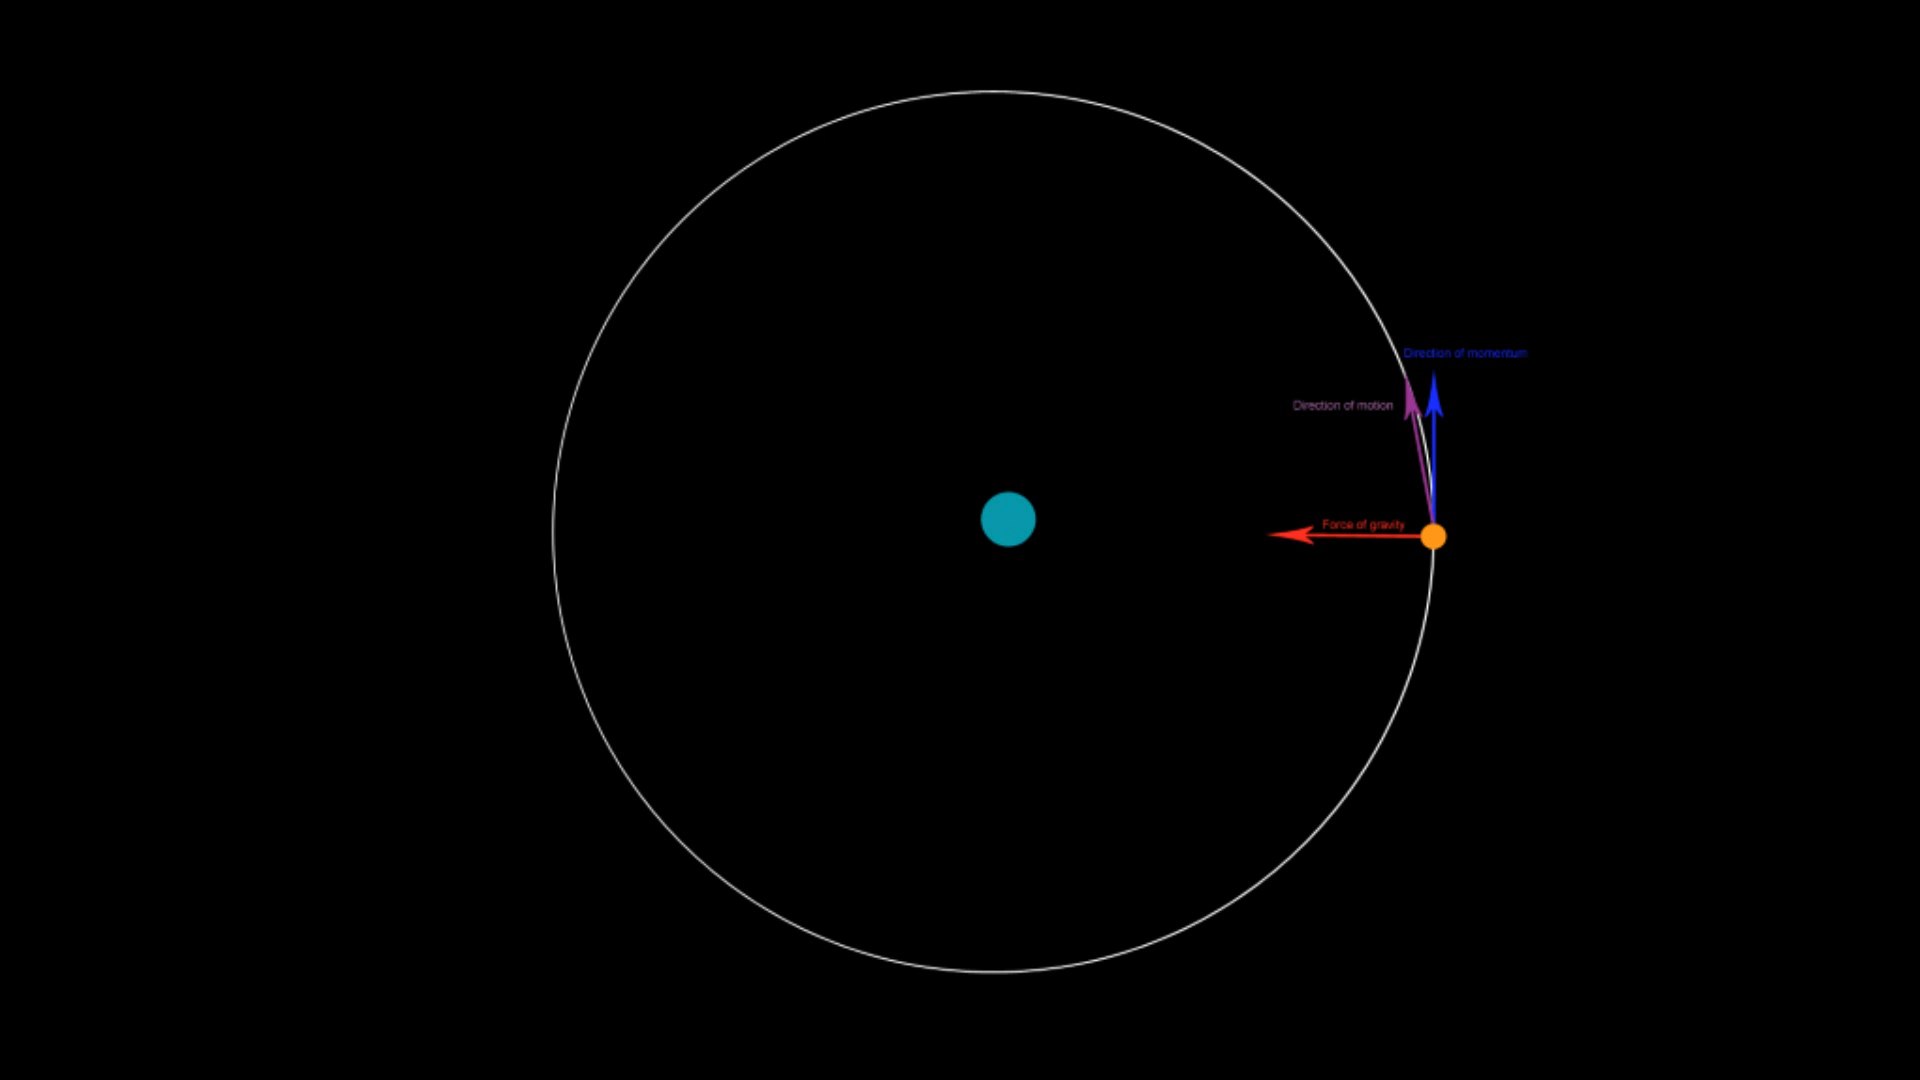 Direction of momentum
Direction of motion
Force of gravity